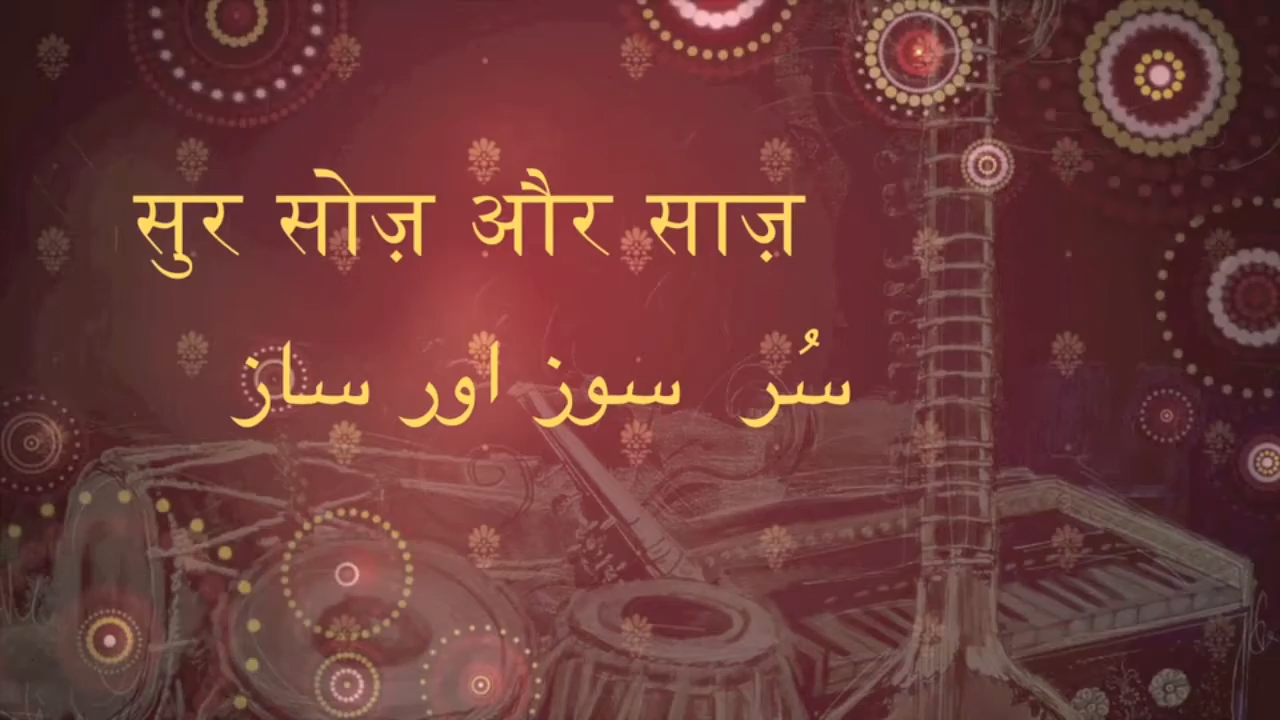 सुर सोज़ और साज़
سُر سوز اور ساز